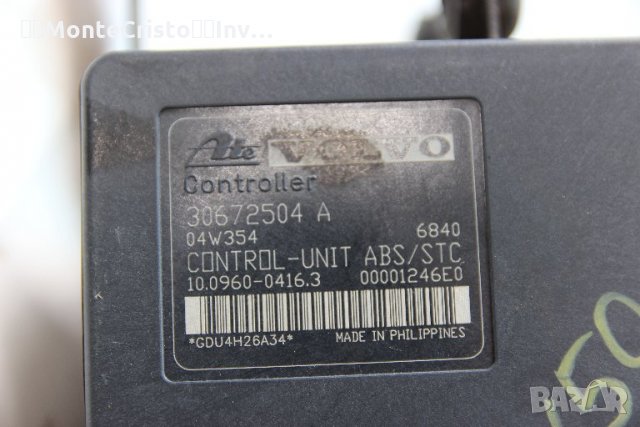 MonteCristo Inv...
Ate VOLVO
Controller
30672504 A
04W354 6840
CONTROL-UNIT ABS/STC
10.0960-0416.3 00001246E0
*GDU4H26A34* MADE IN PHILIPPINES
BAZAR